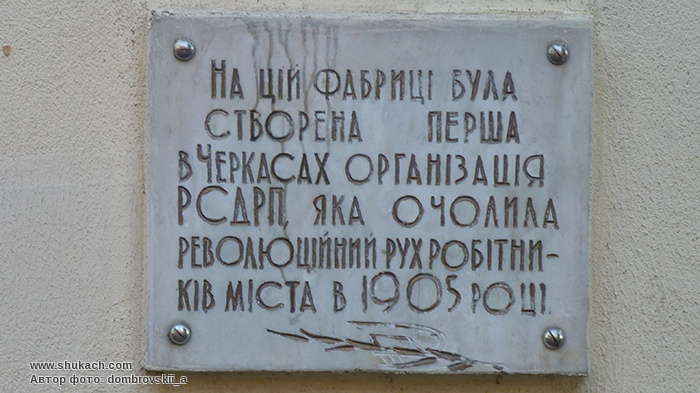 На цій фабриці була
створена перша
в Черкасах організація
РСДРП, яка очолила
революційний рух робітни-
ків міста в 1905 році.
www.shukach.com
Автор фото: dombrovskii_a